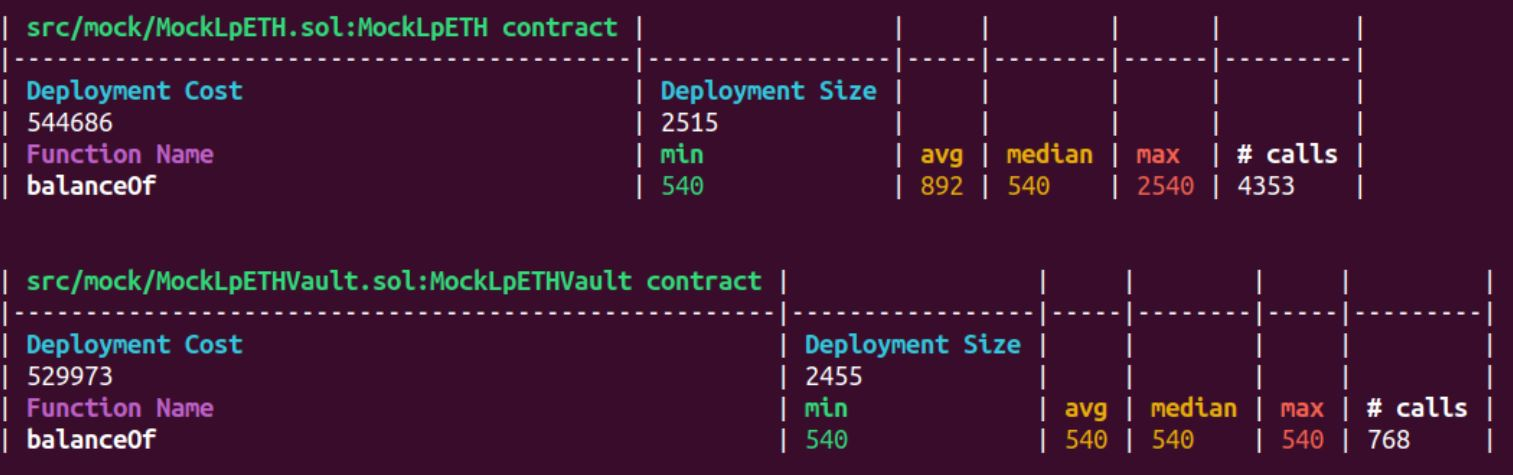 | src/mock/MockLpETH.sol:MockLpETH contract |                 |     |        |      |         |
|-------------------------------------------|-----------------|-----|--------|------|---------|
| Deployment Cost                           | Deployment Size |     |        |      |         |
| 544686                                    | 2515            |     |        |      |         |
| Function Name                             | min             | avg | median | max  | # calls |
| balanceOf                                 | 540             | 892 | 540    | 2540 | 4353    |
| src/mock/MockLpETHVault.sol:MockLpETHVault contract |                 |     |        |     |         |
|-----------------------------------------------------|-----------------|-----|--------|-----|---------|
| Deployment Cost                                     | Deployment Size |     |        |     |         |
| 529973                                              | 2455            |     |        |     |         |
| Function Name                                       | min             | avg | median | max | # calls |
| balanceOf                                           | 540             | 540 | 540    | 540 | 768     |